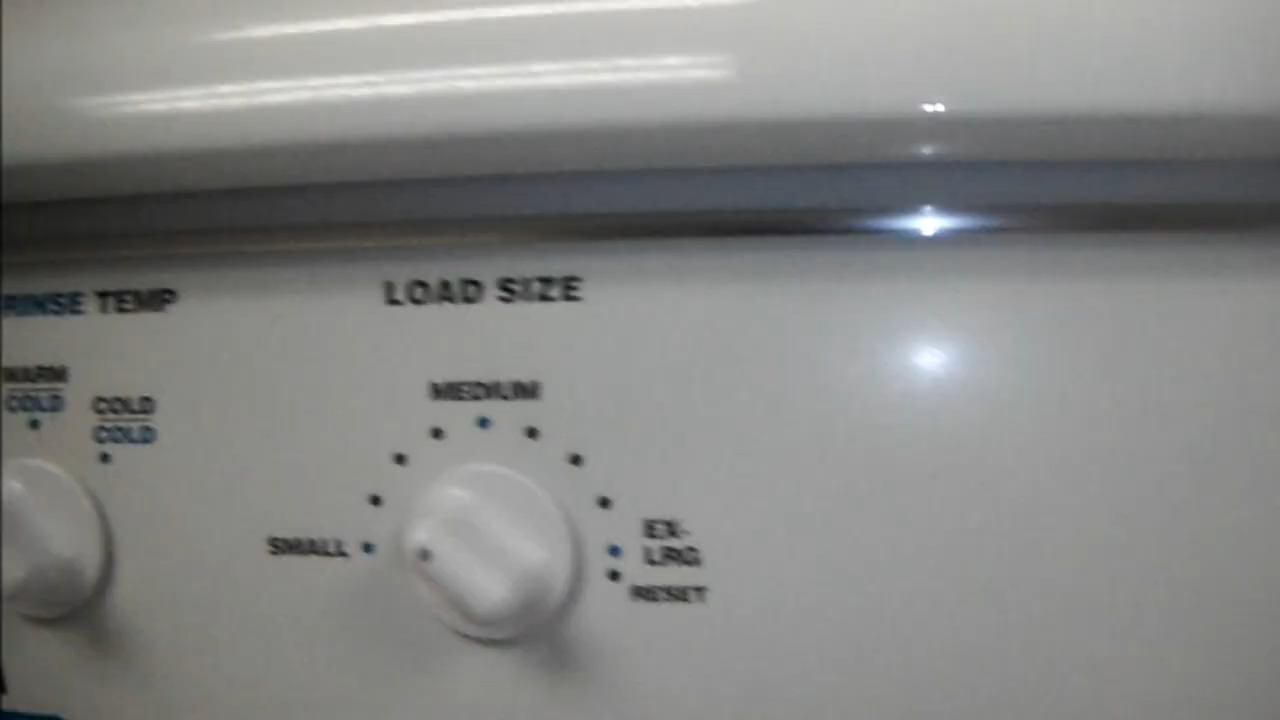 RINSE TEMP
LOAD SIZE
WARM
COLD
COLD
COLD
MEDIUM
SMALL
EX-
LRG
RESET